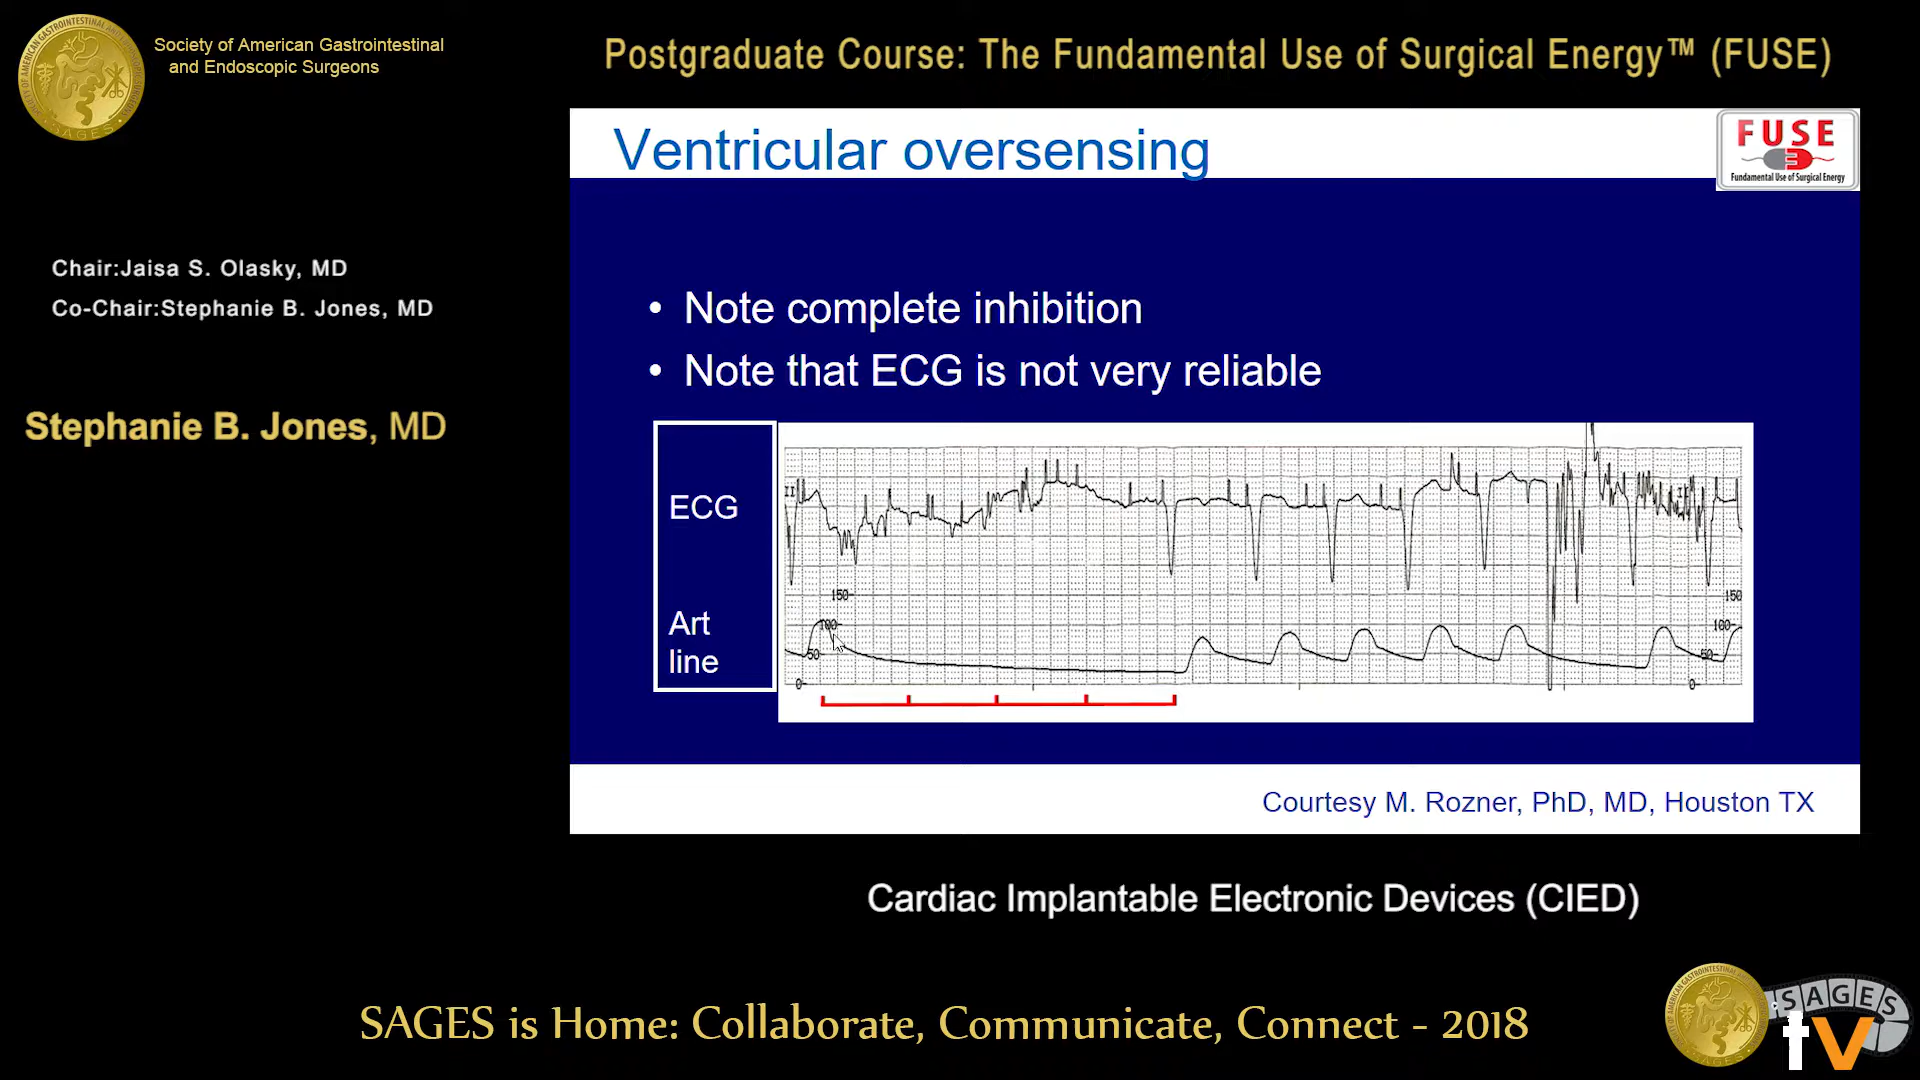 Society of American Gastrointestinal
and Endoscopic Surgeons
Postgraduate Course: The Fundamental Use of Surgical Energy™ (FUSE)
Chair:Jaisa S. Olasky, MD
Co-Chair:Stephanie B. Jones, MD
Stephanie B. Jones, MD
Ventricular oversensing
FUSE
Fundamental Use of Surgical Energy
• Note complete inhibition
• Note that ECG is not very reliable
ECG
Art
line
II
II
150
100
50
0
150
100
50
0
Courtesy M. Rozner, PhD, MD, Houston TX
Cardiac Implantable Electronic Devices (CIED)
SAGES is Home: Collaborate, Communicate, Connect - 2018
SAGES
tv